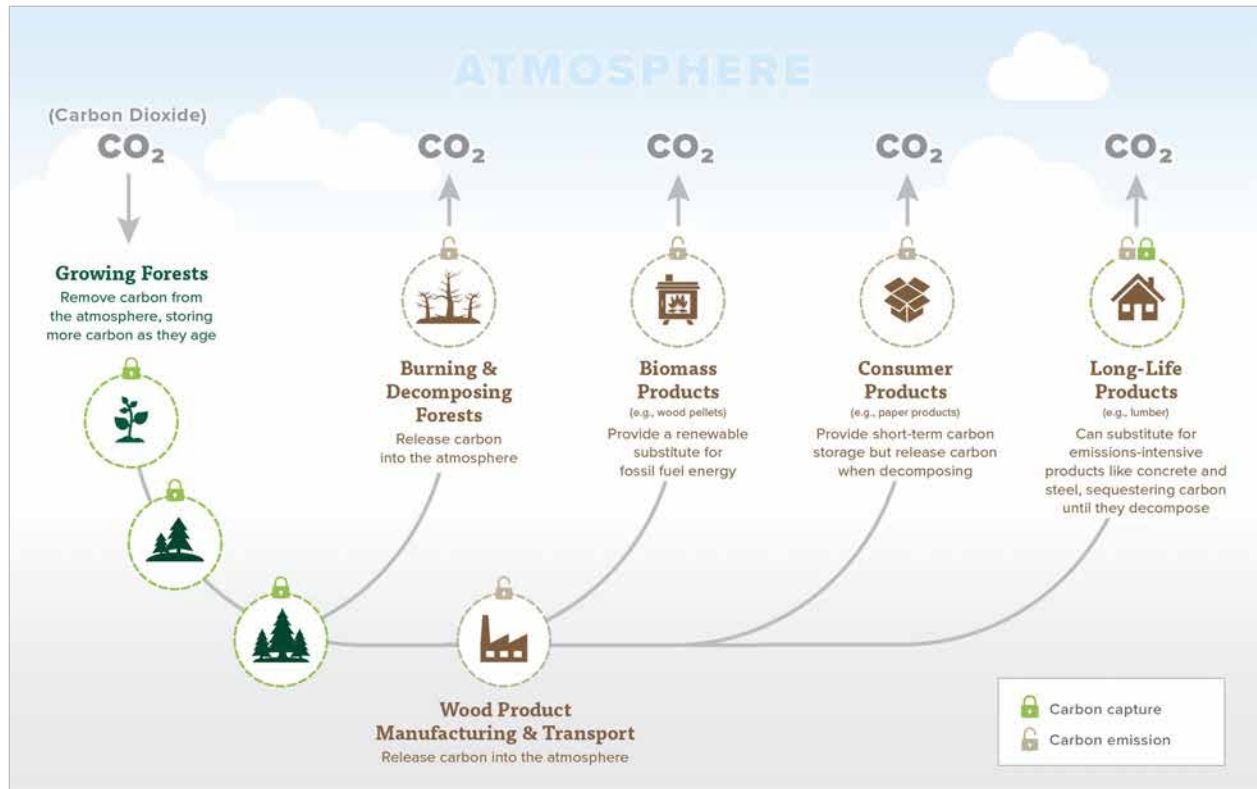 ATMOSPHERE
(Carbon Dioxide)
CO₂
CO₂
CO₂
CO₂
CO₂
Growing Forests
Remove carbon from
the atmosphere, storing
more carbon as they age
Burning &
Decomposing
Forests
Release carbon
into the atmosphere
Biomass
Products
(e.g., wood pellets)
Provide a renewable
substitute for
fossil fuel energy
Consumer
Products
(e.g., paper products)
Provide short-term carbon
storage but release carbon
when decomposing
Long-Life
Products
(e.g., lumber)
Can substitute for
emissions-intensive
products like concrete and
steel, sequestering carbon
until they decompose
Wood Product
Manufacturing & Transport
Release carbon into the atmosphere
Carbon capture
Carbon emission